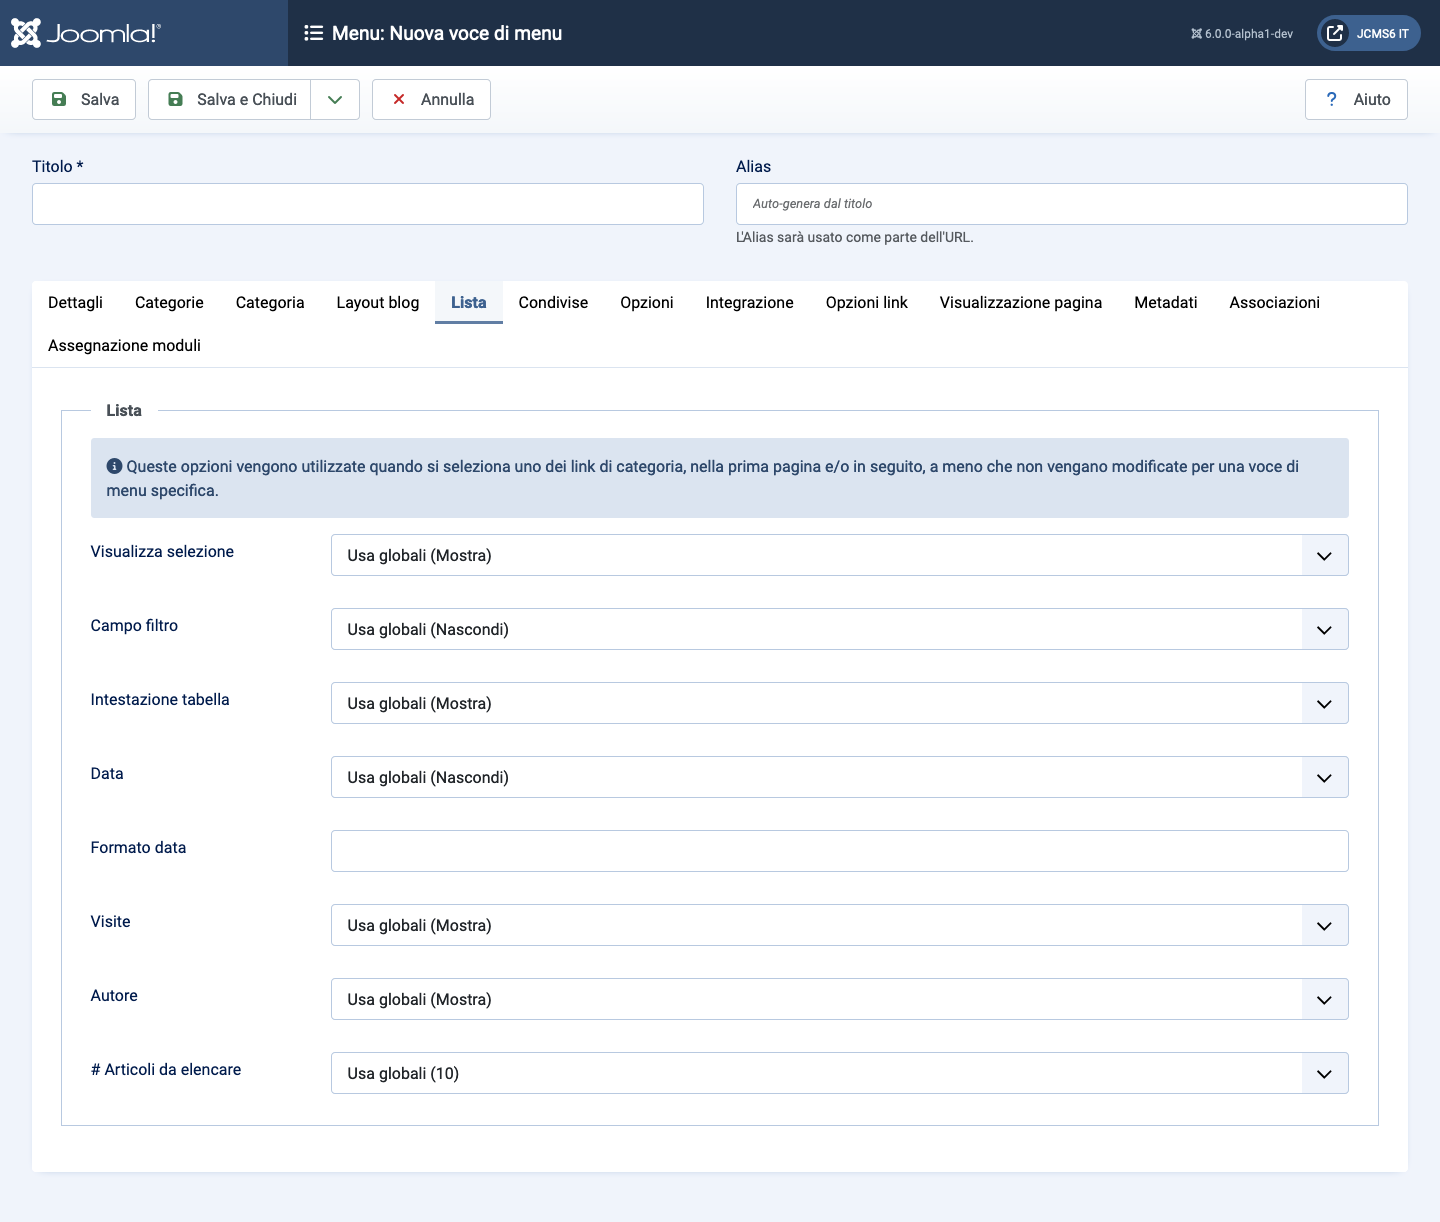 Joomla!®
Menu: Nuova voce di menu
6.0.0-alpha1-dev
JCMS6 IT
Salva
Salva e Chiudi
Annulla
? Aiuto
Titolo *
Alias
Auto-genera dal titolo
L'Alias sarà usato come parte dell'URL.
Dettagli Categorie Categoria Layout blog Lista Condivise Opzioni Integrazione Opzioni link Visualizzazione pagina Metadati Associazioni
Assegnazione moduli
Lista
Queste opzioni vengono utilizzate quando si seleziona uno dei link di categoria, nella prima pagina e/o in seguito, a meno che non vengano modificate per una voce di
menu specifica.
Visualizza selezione
Usa globali (Mostra)
Campo filtro
Usa globali (Nascondi)
Intestazione tabella
Usa globali (Mostra)
Data
Usa globali (Nascondi)
Formato data
Visite
Usa globali (Mostra)
Autore
Usa globali (Mostra)
# Articoli da elencare
Usa globali (10)